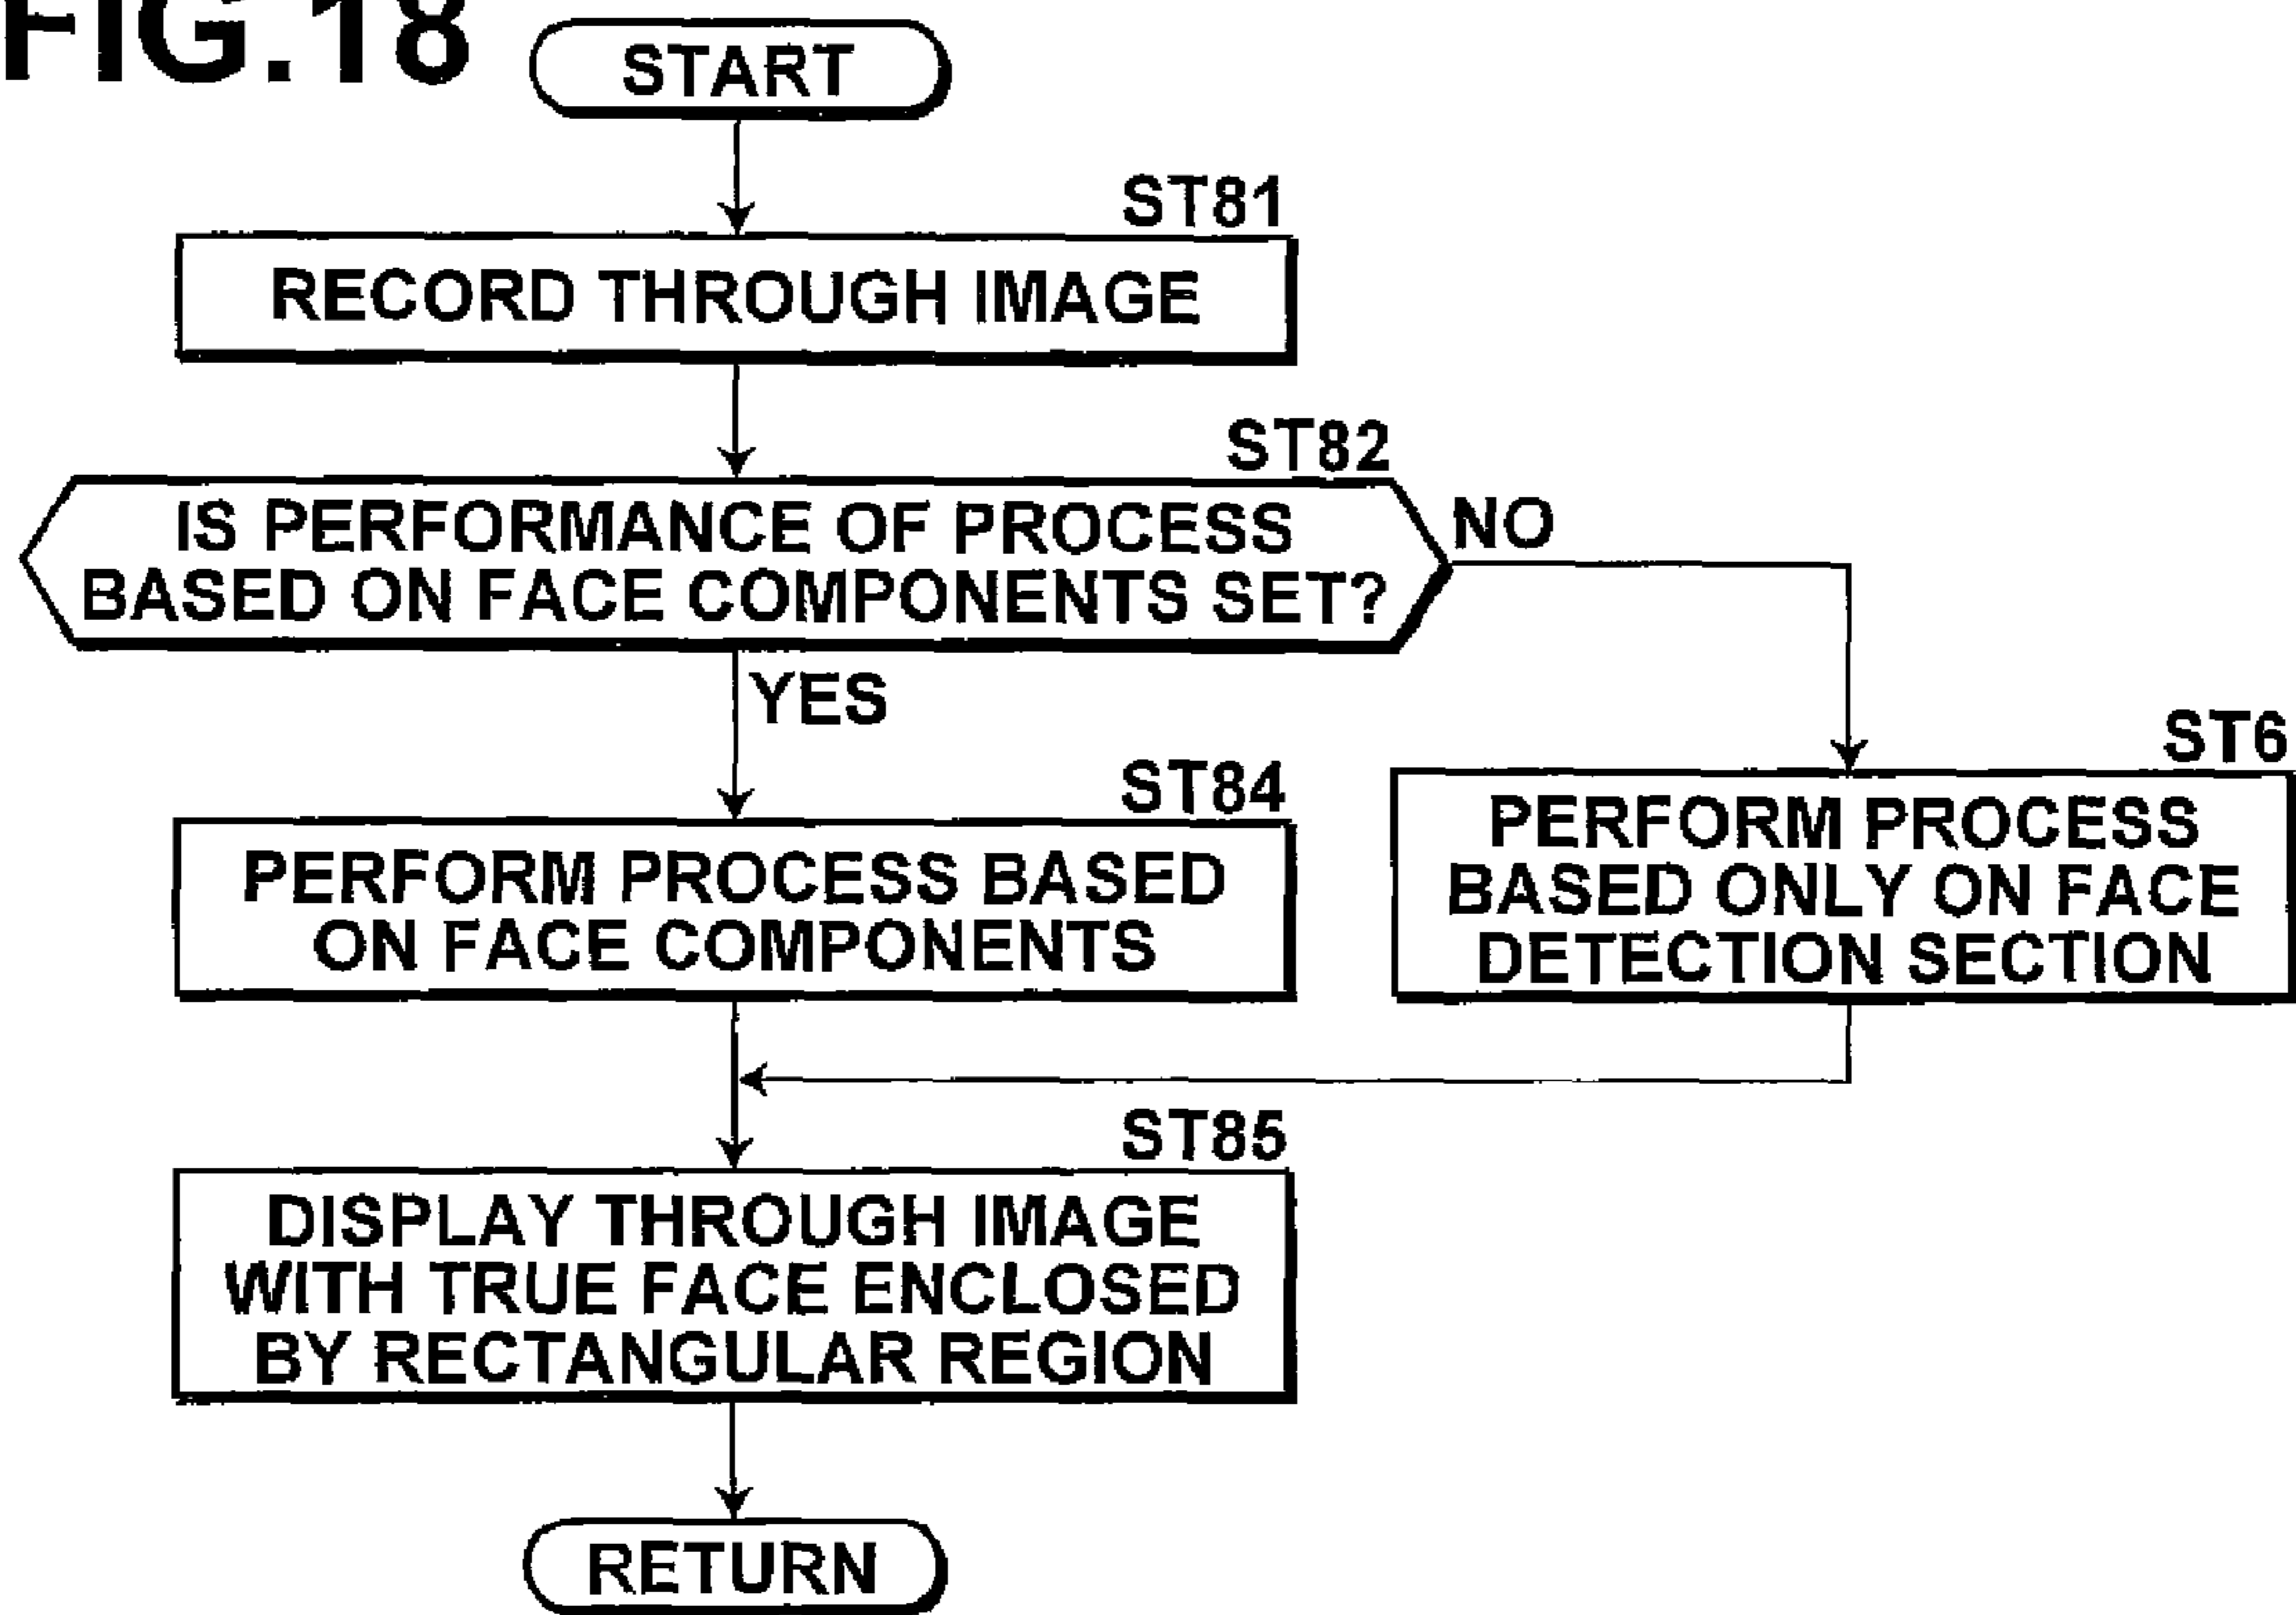 FIG.18
START
ST81
RECORD THROUGH IMAGE
ST82
IS PERFORMANCE OF PROCESS
BASED ON FACE COMPONENTS SET?
NO
YES
ST84
PERFORM PROCESS BASED
ON FACE COMPONENTS
ST6
PERFORM PROCESS
BASED ONLY ON FACE
DETECTION SECTION
ST85
DISPLAY THROUGH IMAGE
WITH TRUE FACE ENCLOSED
BY RECTANGULAR REGION
RETURN